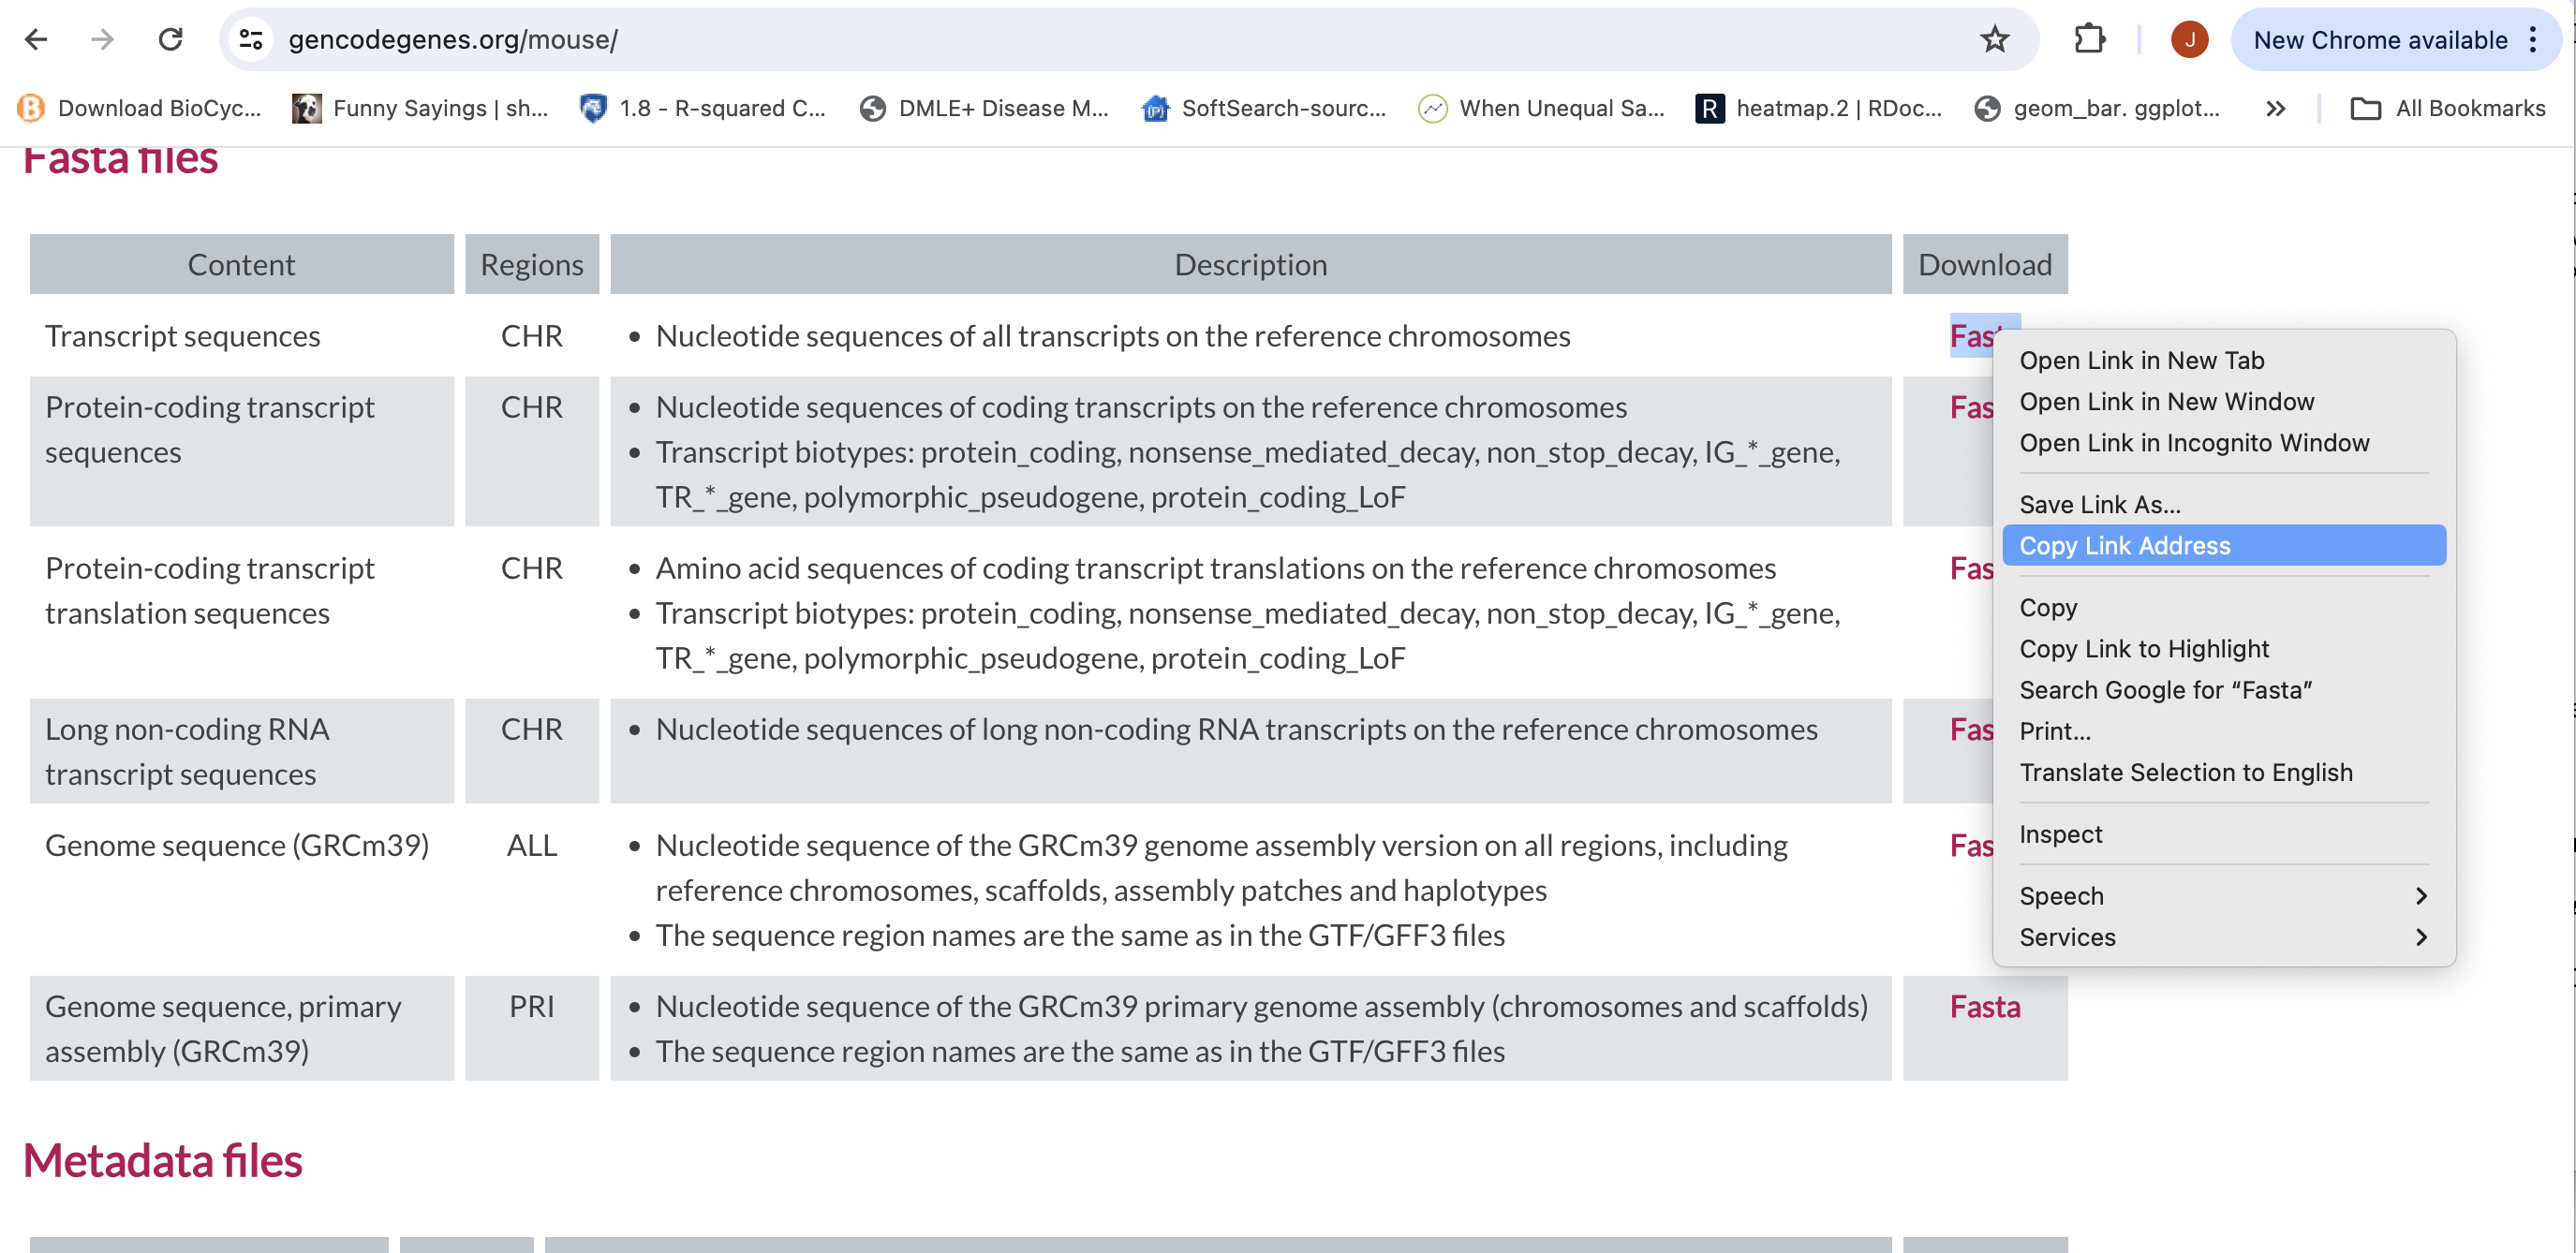 gencodegenes.org/mouse/
J
New Chrome available
Download BioCyc...
Funny Sayings | sh...
1.8 - R-squared C...
DMLE+ Disease M...
SoftSearch-sourc...
When Unequal Sa...
R
heatmap.2 | RDoc...
geom_bar. ggplot...
All Bookmarks
Fasta files
Content
Regions
Description
Download
Transcript sequences
CHR
• Nucleotide sequences of all transcripts on the reference chromosomes
Fast
Protein-coding transcript
sequences
CHR
• Nucleotide sequences of coding transcripts on the reference chromosomes
• Transcript biotypes: protein_coding, nonsense_mediated_decay, non_stop_decay, IG_*_gene,
TR_*_gene, polymorphic_pseudogene, protein_coding_LoF
Fas
Protein-coding transcript
translation sequences
CHR
• Amino acid sequences of coding transcript translations on the reference chromosomes
• Transcript biotypes: protein_coding, nonsense_mediated_decay, non_stop_decay, IG_*_gene,
TR_*_gene, polymorphic_pseudogene, protein_coding_LoF
Fas
Long non-coding RNA
transcript sequences
CHR
• Nucleotide sequences of long non-coding RNA transcripts on the reference chromosomes
Fas
Genome sequence (GRCm39)
ALL
• Nucleotide sequence of the GRCm39 genome assembly version on all regions, including
reference chromosomes, scaffolds, assembly patches and haplotypes
• The sequence region names are the same as in the GTF/GFF3 files
Fas
Genome sequence, primary
assembly (GRCm39)
PRI
• Nucleotide sequence of the GRCm39 primary genome assembly (chromosomes and scaffolds)
• The sequence region names are the same as in the GTF/GFF3 files
Fasta
Open Link in New Tab
Open Link in New Window
Open Link in Incognito Window
Save Link As...
Copy Link Address
Copy
Copy Link to Highlight
Search Google for “Fasta”
Print...
Translate Selection to English
Inspect
Speech
Services
Metadata files